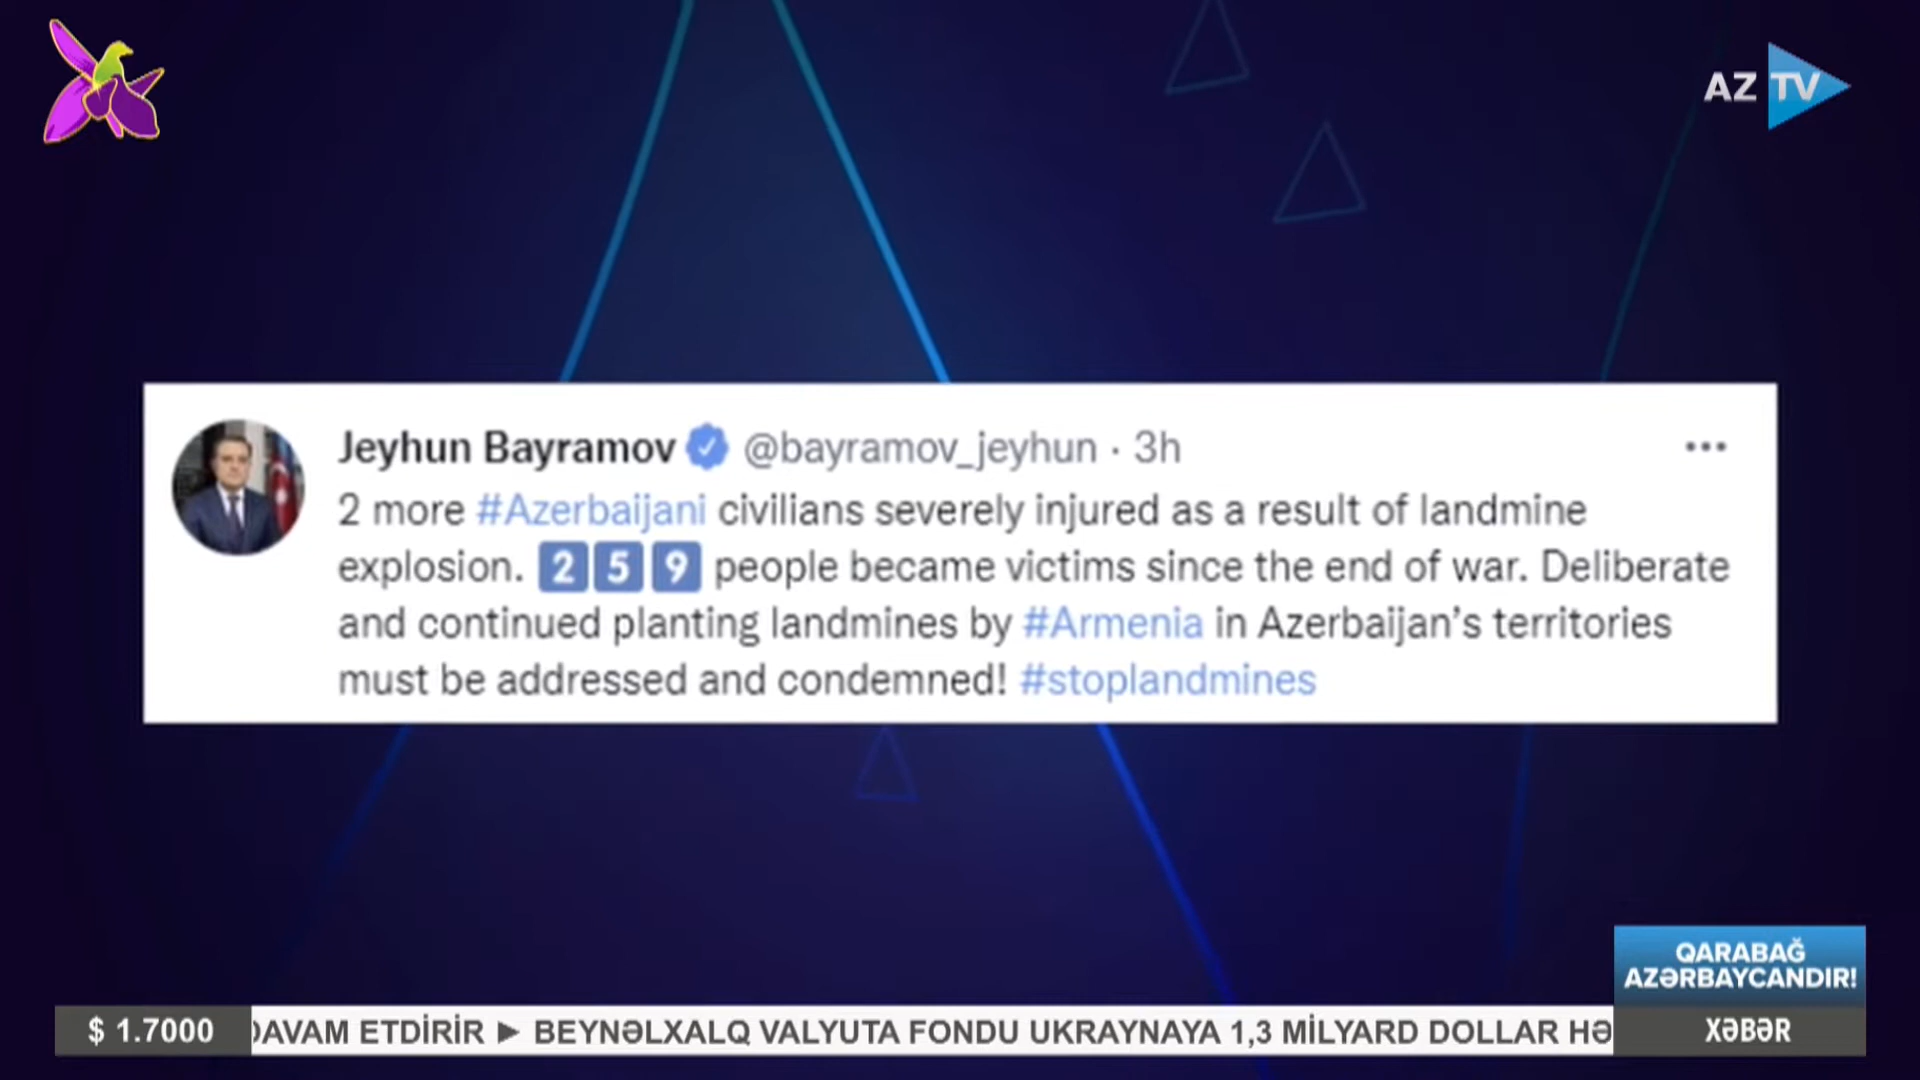 AZ TV
Jeyhun Bayramov @bayramov_jeyhun · 3h
2 more #Azerbaijani civilians severely injured as a result of landmine
explosion. 2 5 9 people became victims since the end of war. Deliberate
and continued planting landmines by #Armenia in Azerbaijan’s territories
must be addressed and condemned! #stoplandmines
QARABAĞ
AZƏRBAYCANDIR!
$ 1.7000
DAVAM ETDİRİR ► BEYNƏLXALQ VALYUTA FONDU UKRAYNAYA 1,3 MİLYARD DOLLAR HƏ
XƏBƏR